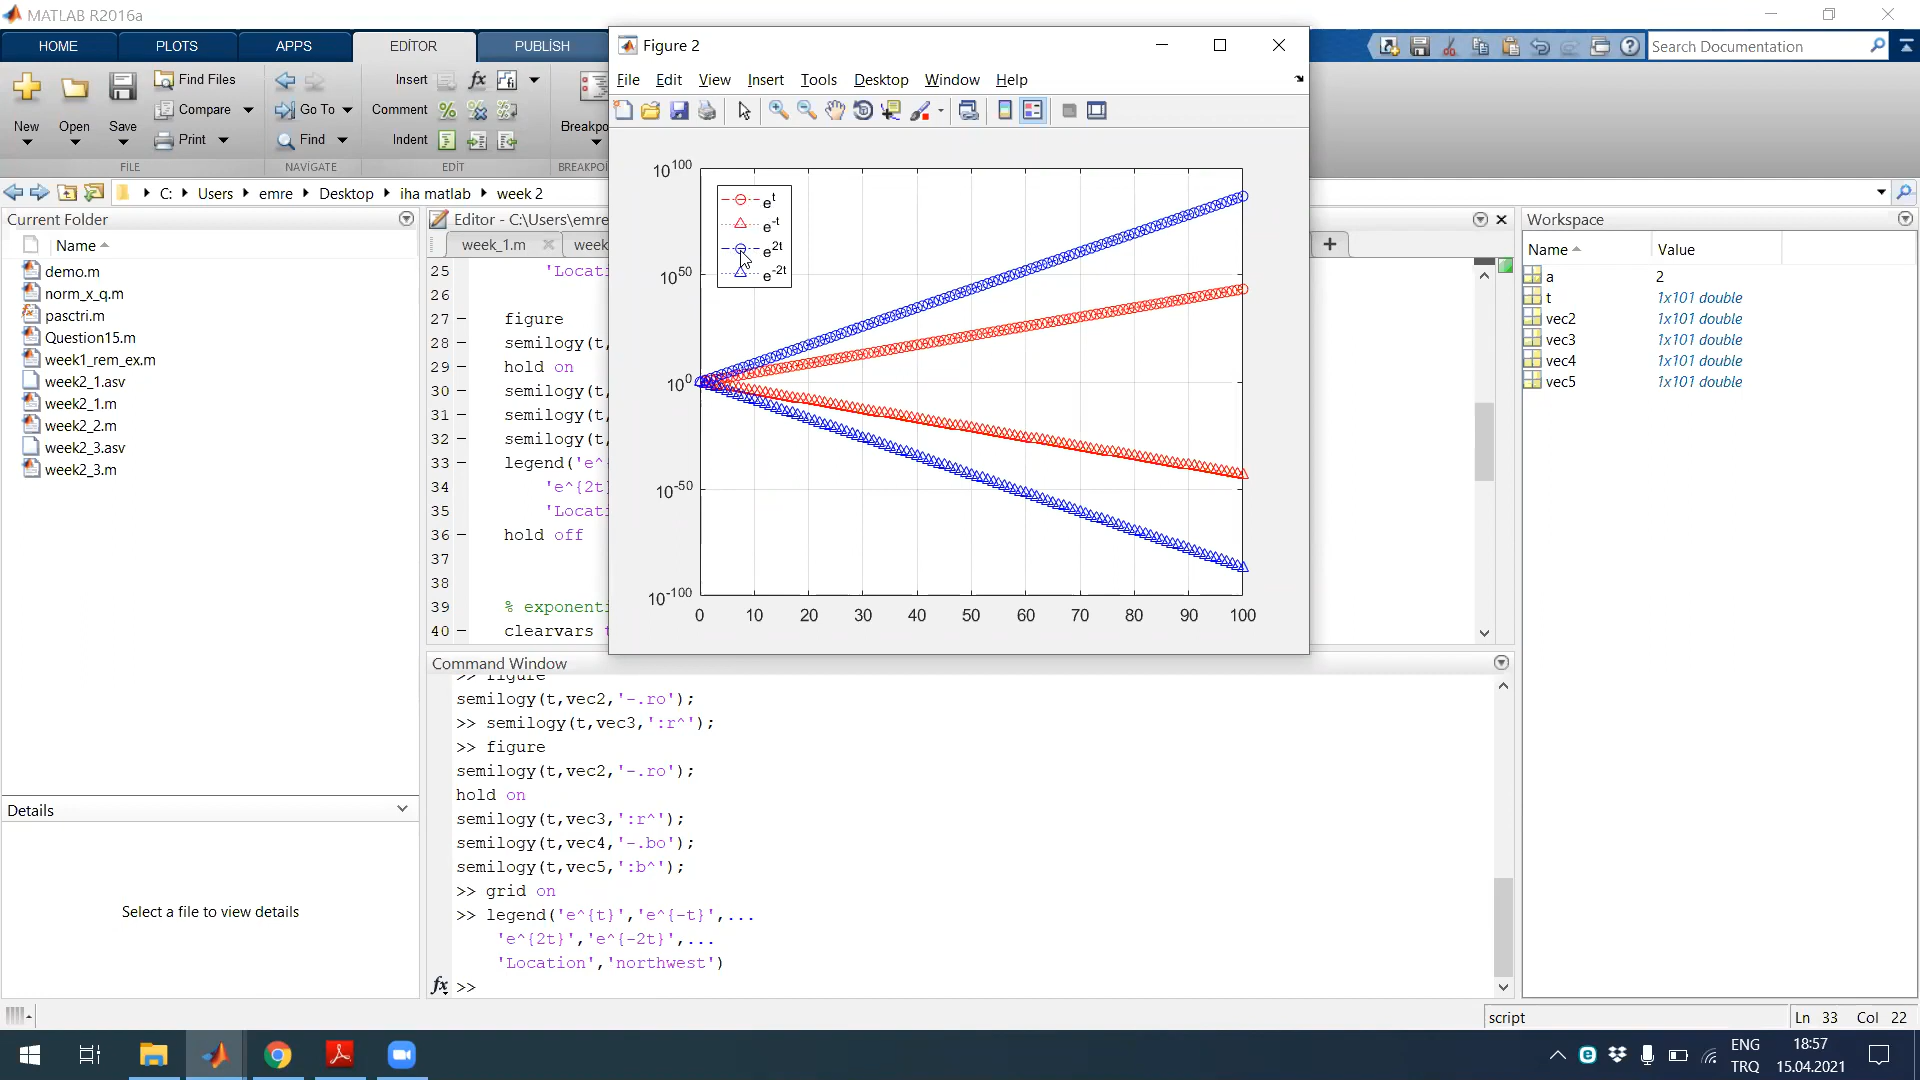 MATLAB R2016a
HOME PLOTS APPS EDİTOR PUBLİSH
Search Documentation
New Open Save
Find Files
Compare
Print
Go To
Find
Insert
Comment
Indent
Breakpo
FILE NAVİGATE EDİT BREAKPOI
C: Users emre Desktop iha matlab week 2
Figure 2
File Edit View Insert Tools Desktop Window Help
10^100
10^50
10^0
10^-50
10^-100
0 10 20 30 40 50 60 70 80 90 100
e^t
e^-t
e^2t
e^-2t
Current Folder
Name
demo.m
norm_x_q.m
pasctri.m
Question15.m
week1_rem_ex.m
week2_1.asv
week2_1.m
week2_2.m
week2_3.asv
week2_3.m
Details
Select a file to view details
Editor - C:\Users\emre
week_1.m week
25 'Locati
26
27 figure
28 semilogy(t,
29 hold on
30 semilogy(t,
31 semilogy(t,
32 semilogy(t,
33 legend('e^
34 'e^{2t}
35 'Locati
36 hold off
37
38
39 % exponenti
40 clearvars t
Command Window
>> figure
semilogy(t,vec2,'-.ro');
>> semilogy(t,vec3,':r^');
>> figure
semilogy(t,vec2,'-.ro');
hold on
semilogy(t,vec3,':r^');
semilogy(t,vec4,'-.bo');
semilogy(t,vec5,':b^');
>> grid on
>> legend('e^{t}','e^{-t}',...
'e^{2t}','e^{-2t}',...
'Location','northwest')
fx >>
Workspace
Name Value
a 2
t 1x101 double
vec2 1x101 double
vec3 1x101 double
vec4 1x101 double
vec5 1x101 double
script Ln 33 Col 22
ENG
TRQ
18:57
15.04.2021